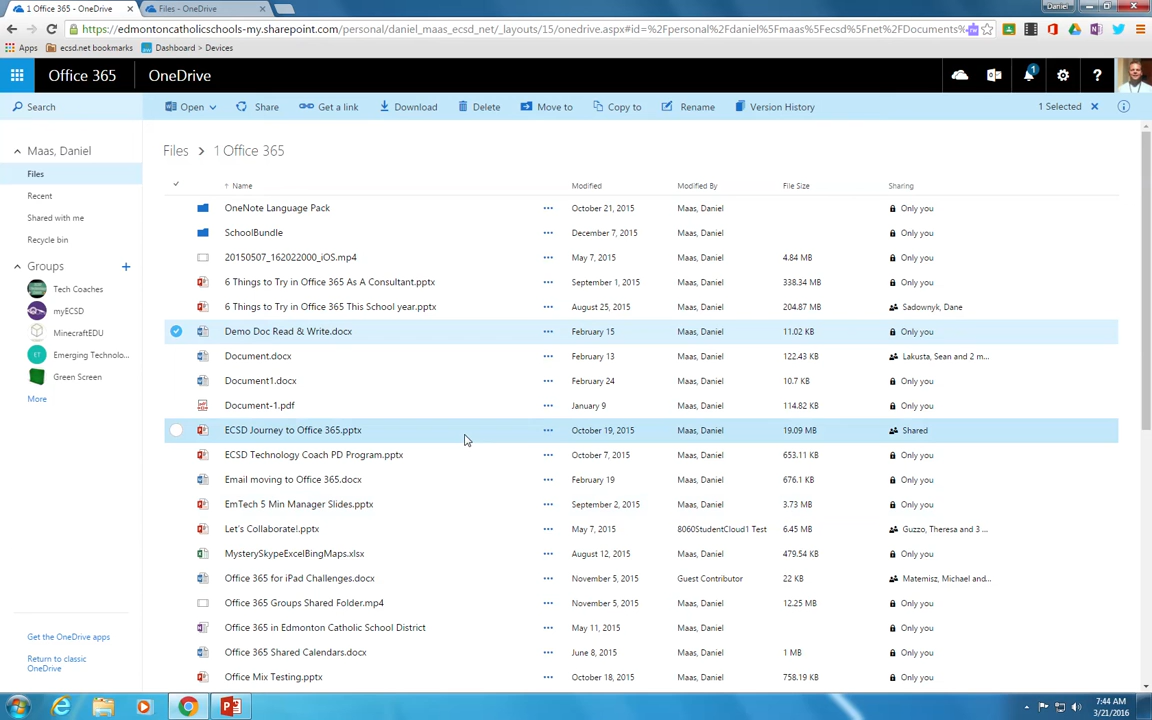 1 Office 365 - OneDrive
Files - OneDrive
Daniel
https://edmontoncatholicschools-my.sharepoint.com/personal/daniel_maas_ecsd_net/_layouts/15/onedrive.aspx#id=%2Fpersonal%2Fdaniel%5Fmaas%5Fecsd%5Fnet%2FDocuments%
Apps ecsd.net bookmarks Dashboard > Devices
Office 365 OneDrive 1 ?
Search Open Share Get a link Download Delete Move to Copy to Rename Version History 1 Selected
Maas, Daniel
Files
Recent
Shared with me
Recycle bin
Groups +
Tech Coaches
myECSD
MinecraftEDU
ET Emerging Technolo...
Green Screen
More
Get the OneDrive apps
Return to classic
OneDrive
Files > 1 Office 365
Name Modified Modified By File Size Sharing
OneNote Language Pack ... October 21, 2015 Maas, Daniel Only you
SchoolBundle ... December 7, 2015 Maas, Daniel Only you
20150507_162022000_iOS.mp4 ... May 7, 2015 Maas, Daniel 4.84 MB Only you
6 Things to Try in Office 365 As A Consultant.pptx ... September 1, 2015 Maas, Daniel 338.34 MB Only you
6 Things to Try in Office 365 This School year.pptx ... August 25, 2015 Maas, Daniel 204.87 MB Sadownyk, Dane
Demo Doc Read & Write.docx ... February 15 Maas, Daniel 11.02 KB Only you
Document.docx ... February 13 Maas, Daniel 122.43 KB Lakusta, Sean and 2 m...
Document1.docx ... February 24 Maas, Daniel 10.7 KB Only you
Document-1.pdf ... January 9 Maas, Daniel 114.82 KB Only you
ECSD Journey to Office 365.pptx ... October 19, 2015 Maas, Daniel 19.09 MB Shared
ECSD Technology Coach PD Program.pptx ... October 7, 2015 Maas, Daniel 653.11 KB Only you
Email moving to Office 365.docx ... February 19 Maas, Daniel 676.1 KB Only you
EmTech 5 Min Manager Slides.pptx ... September 2, 2015 Maas, Daniel 3.73 MB Only you
Let's Collaborate!.pptx ... May 7, 2015 8060StudentCloud1 Test 6.45 MB Guzzo, Theresa and 3 ...
MysterySkypeExcelBingMaps.xlsx ... August 12, 2015 Maas, Daniel 479.54 KB Only you
Office 365 for iPad Challenges.docx ... November 5, 2015 Guest Contributor 22 KB Matemisz, Michael and...
Office 365 Groups Shared Folder.mp4 ... November 5, 2015 Maas, Daniel 12.25 MB Only you
Office 365 in Edmonton Catholic School District ... May 11, 2015 Maas, Daniel Only you
Office 365 Shared Calendars.docx ... June 8, 2015 Maas, Daniel 1 MB Only you
Office Mix Testing.pptx ... October 18, 2015 Maas, Daniel 758.19 KB Only you
7:44 AM
3/21/2016